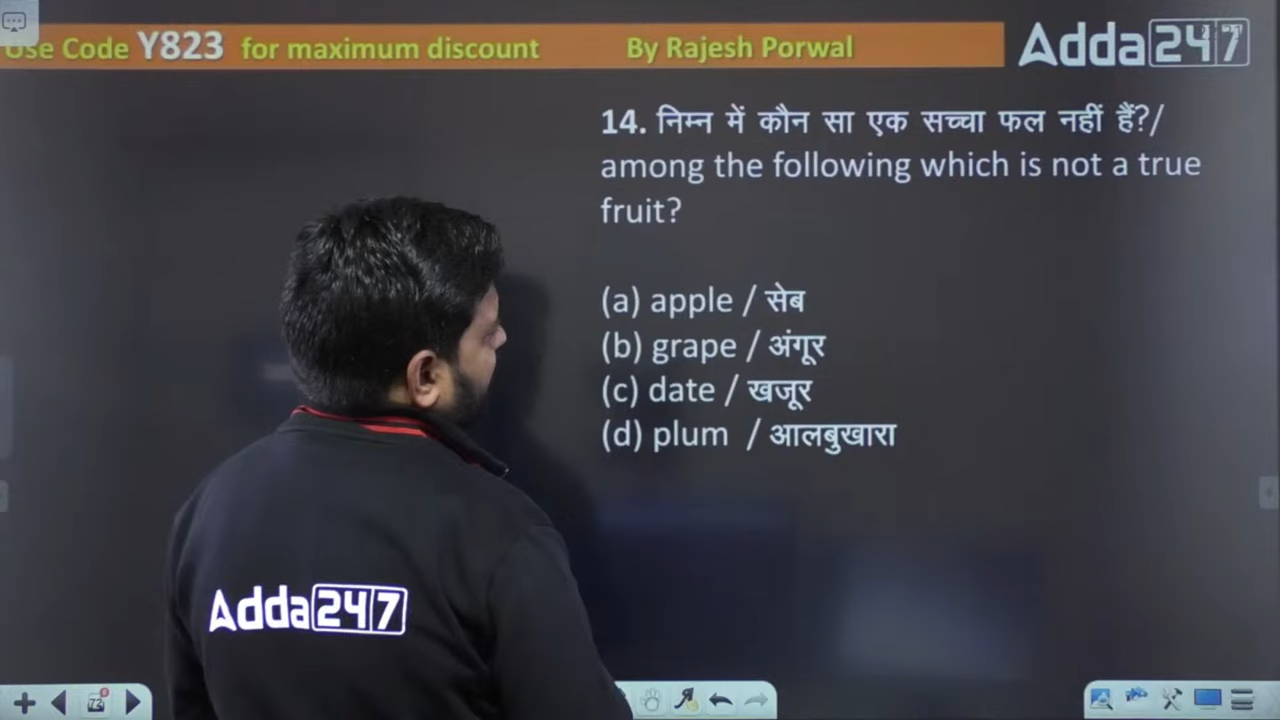 Use Code Y823 for maximum discount By Rajesh Porwal
Adda247
14. निम्न में कौन सा एक सच्चा फल नहीं हैं?/
among the following which is not a true
fruit?
(a) apple / सेब
(b) grape / अंगूर
(c) date / खजूर
(d) plum / आलबुखारा
Adda247